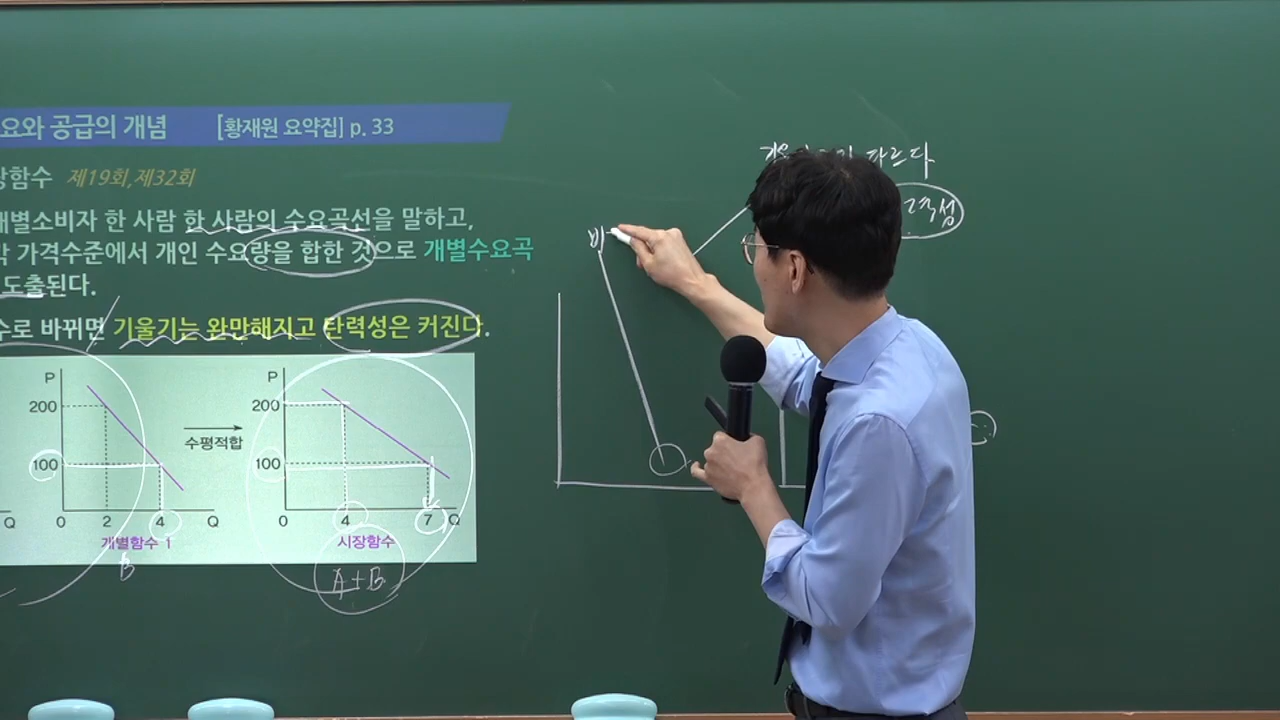 요와 공급의 개념 [황재원 요약집] p. 33
장함수 제19회,제32회
개별소비자 한 사람 한 사람의 수요곡선을 말하고,
각 가격수준에서 개인 수요량을 합한 것으로 개별수요곡
도출된다.
수로 바뀌면 기울기는 완만해지고 탄력성은 커진다.
P
200
100
0 2 4 Q
개별함수 1
B
수평적합
P
200
100
0 4 7 Q
시장함수
A+B
Q
파르다
비